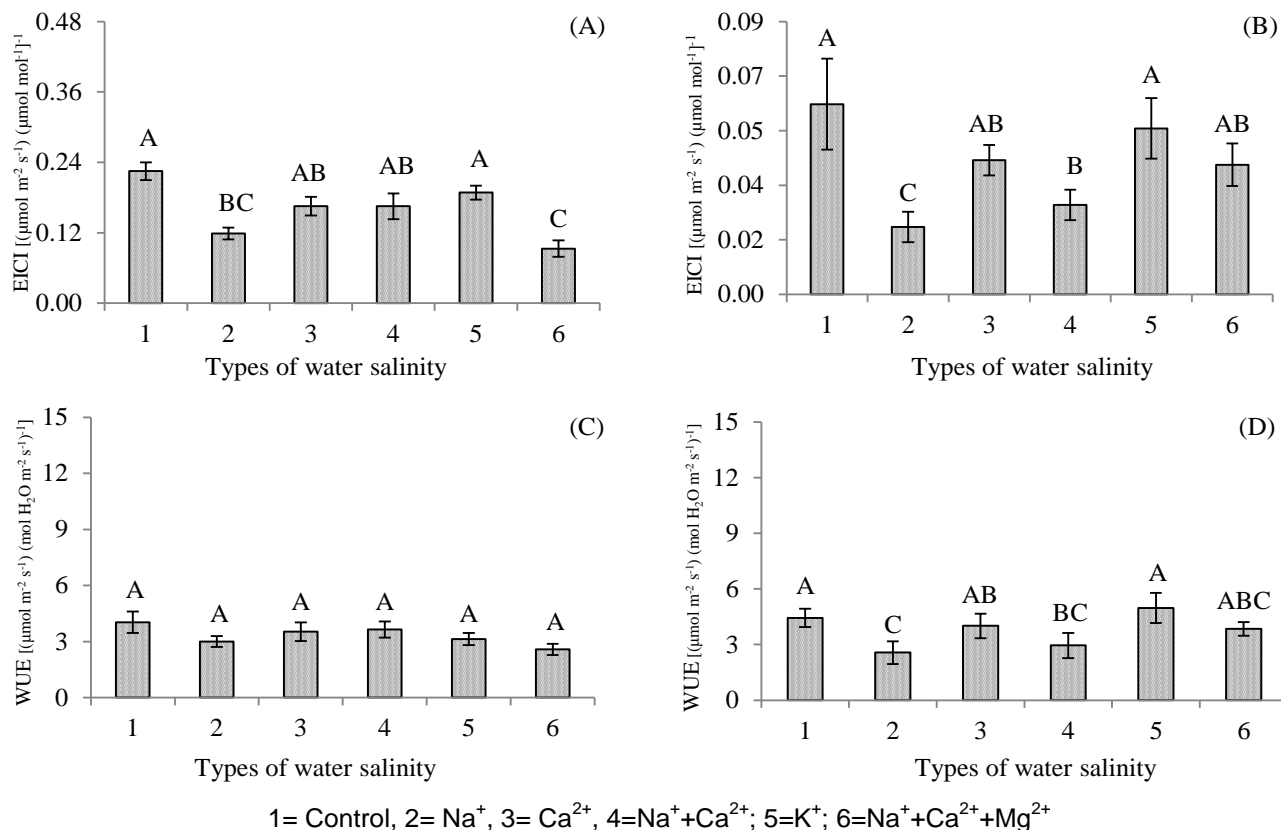 (A)
EICI [(µmol m-2 s-1) (µmol mol-1]-1
0.48
0.36
0.24
0.12
0.00
A
BC
AB
AB
A
C
1 2 3 4 5 6
Types of water salinity
(B)
EICI [(µmol m-2 s-1) (µmol mol-1]-1
0.09
0.07
0.05
0.04
0.02
0.00
A
C
AB
B
A
AB
1 2 3 4 5 6
Types of water salinity
(C)
WUE [(µmol m-2 s-1) (mol H2O m-2 s-1)-1]
15
12
9
6
3
0
A A A A A A
1 2 3 4 5 6
Types of water salinity
(D)
WUE [(µmol m-2 s-1) (mol H2O m-2 s-1)-1]
15
12
9
6
3
0
A
C
AB
BC
A
ABC
1 2 3 4 5 6
Types of water salinity
1= Control, 2= Na+, 3= Ca2+, 4=Na++Ca2+; 5=K+; 6=Na++Ca2++Mg2+